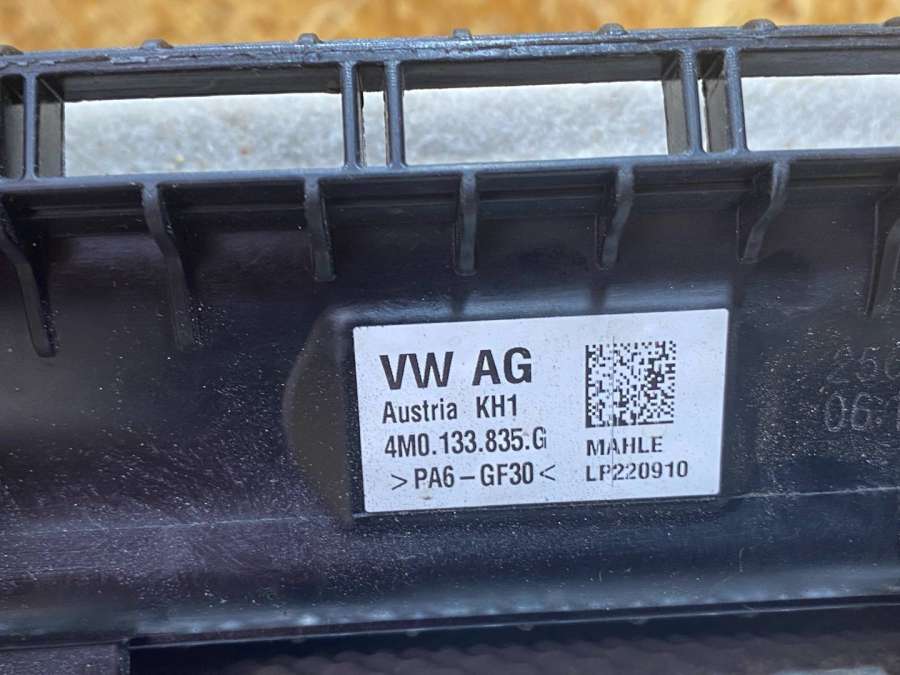 VW AG
Austria KH1
4M0.133.835.G
>PA6-GF30<
MAHLE
LP220910